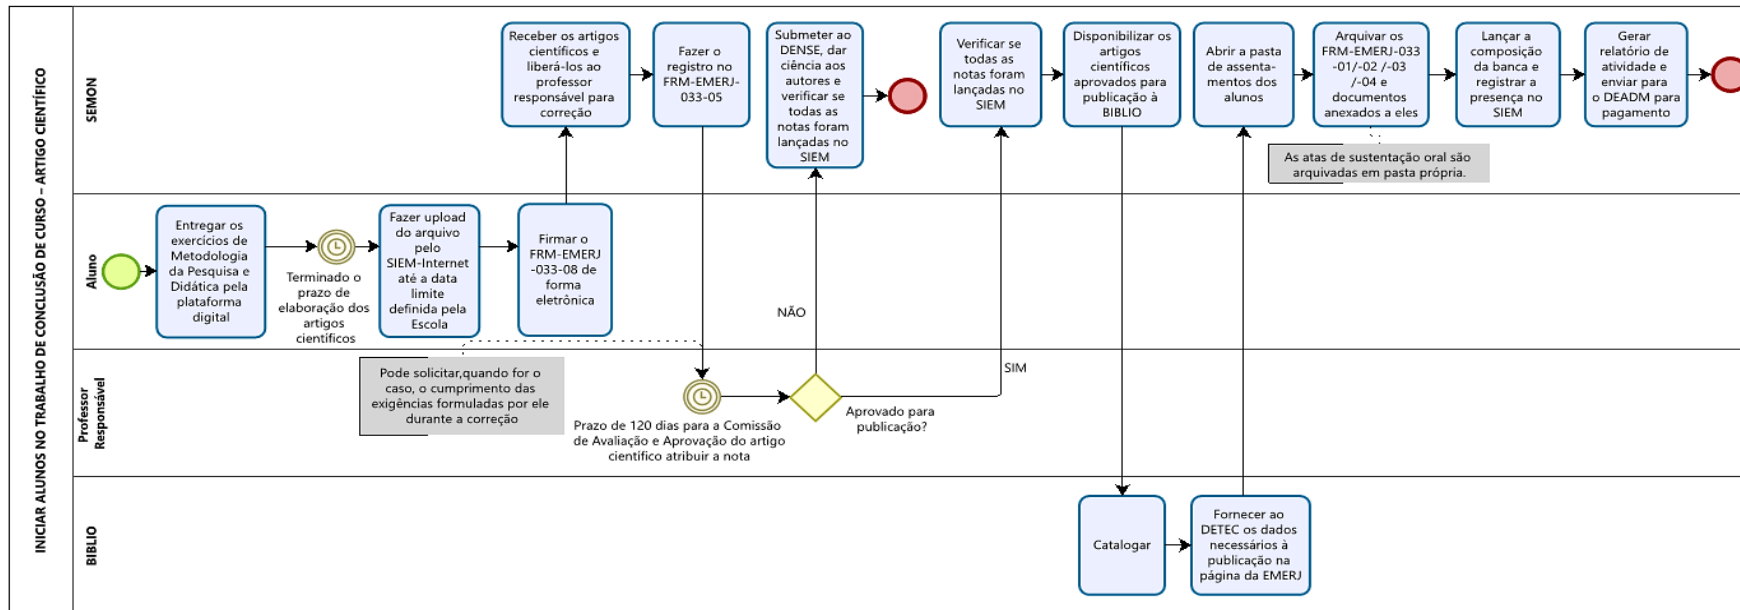 INICIAR ALUNOS NO TRABALHO DE CONCLUSÃO DE CURSO – ARTIGO CIENTÍFICO
SEMON
Receber os artigos
científicos e
liberá-los ao
professor
responsável para
correção
Fazer o
registro no
FRM-EMERJ-
033-05
Submeter ao
DENSE, dar
ciência aos
autores e
verificar se
todas as
notas foram
lançadas no
SIEM
Verificar se
todas as
notas foram
lançadas no
SIEM
Disponibilizar os
artigos
científicos
aprovados para
publicação à
BIBLIO
Abrir a pasta
de assenta-
mentos dos
alunos
Arquivar os
FRM-EMERJ-033
-01/-02 /-03
/-04 e
documentos
anexados a eles
Lançar a
composição
da banca e
registrar a
presença no
SIEM
Gerar
relatório de
atividade e
enviar para
o DEADM para
pagamento
As atas de sustentação oral são
arquivadas em pasta própria.
Aluno
Entregar os
exercícios de
Metodologia
da Pesquisa e
Didática pela
plataforma
digital
Terminado o
prazo de
elaboração dos
artigos
científicos
Fazer upload
do arquivo
pelo
SIEM-Internet
até a data
limite
definida pela
Escola
Firmar o
FRM-EMERJ
-033-08 de
forma
eletrônica
NÃO
Professor
Responsável
Pode solicitar,quando for o
caso, o cumprimento das
exigências formuladas por ele
durante a correção
Prazo de 120 dias para a Comissão
de Avaliação e Aprovação do artigo
científico atribuir a nota
Aprovado para
publicação?
SIM
BIBLIO
Catalogar
Fornecer ao
DETEC os dados
necessários à
publicação na
página da EMERJ